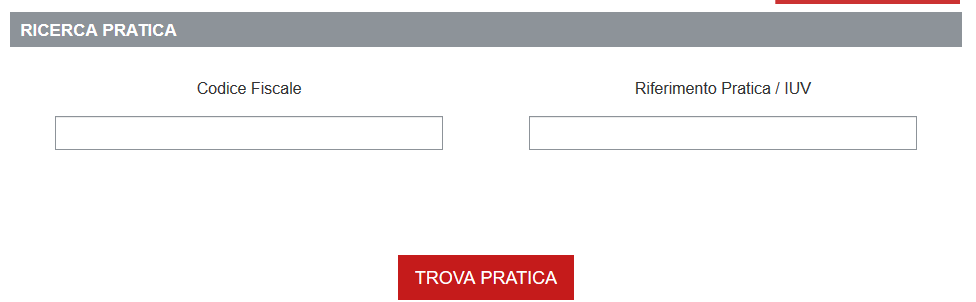 RICERCA PRATICA
Codice Fiscale
Riferimento Pratica / IUV
TROVA PRATICA